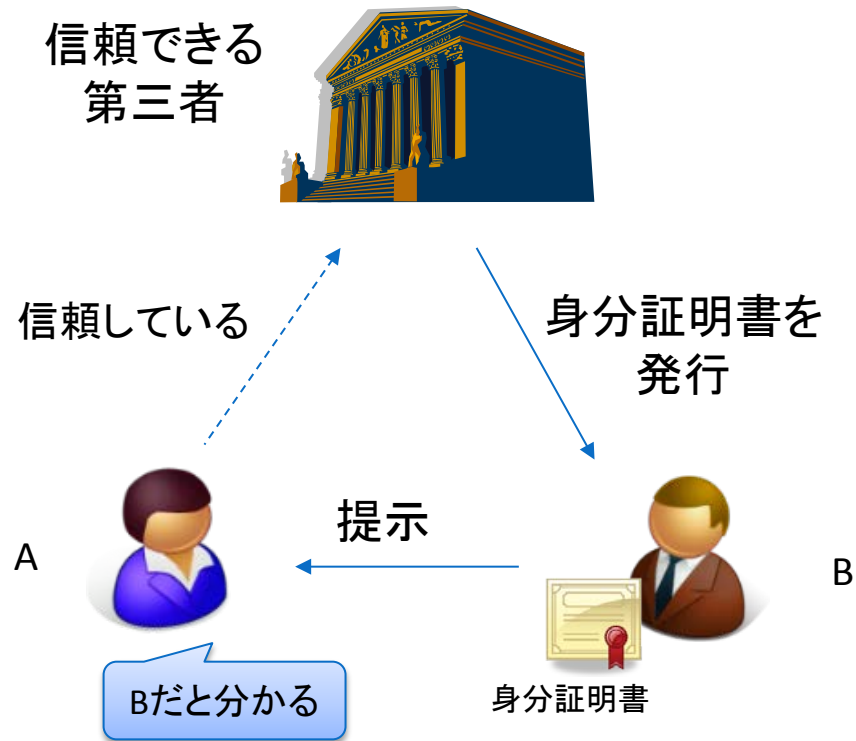 信頼できる
第三者
信頼している
身分証明書を
発行
提示
A
B
Bだと分かる
身分証明書